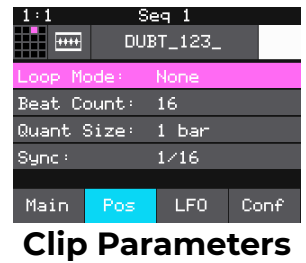 1:1 Seq 1
DUBT_123_
Loop Mode: None
Beat Count: 16
Quant Size: 1 bar
Sync: 1/16
Main Pos LFO Conf
Clip Parameters